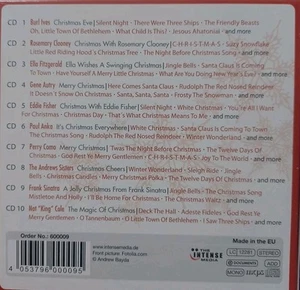 CD 1 Burl Ives Christmas Eve | Silent Night · There Were Three Ships · The Friendly Beasts
Oh, Little Town Of Bethlehem · What Child Is This? · Jesous Ahatonhia · and more
CD 2 Rosemary Clooney Christmas With Rosemary Clooney | C-H-R-I-S-T-M-A-S · Suzy Snowflake
Little Red Riding Hood's Christmas Tree · The Night Before Christmas Song · and more
CD 3 Ella Fitzgerald Ella Wishes A Swinging Christmas | Jingle Bells · Santa Claus Is Coming
To Town · Have Yourself A Merry Little Christmas · What Are You Doing New Year's Eve? · and more
CD 4 Gene Autry Merry Christmas | Here Comes Santa Claus · Rudolph The Red Nosed Reindeer
It Doesn't Snow On Christmas · Santa, Santa, Santa · Frosty The Snowman · and more
CD 5 Eddie Fisher Christmas With Eddie Fisher | Silent Night · White Christmas · You're All I Want
For Christmas · Christmas Day · That's What Christmas Means To Me · and more
CD 6 Paul Anka It's Christmas Everywhere | White Christmas · Santa Claus Is Coming To Town
The Christmas Song · Rudolph The Red Nosed Reindeer · Winter Wonderland · and more
CD 7 Perry Como Merry Christmas | 'Twas The Night Before Christmas · The Twelve Days Of
Christmas · God Rest Ye Merry Gentlemen · C-H-R-I-S-T-M-A-S · Joy To The World · and more
CD 8 The Andrews Sisters Christmas Cheers | Winter Wonderland · Sleigh Ride · Jingle
Bells · Christmas Candles · Merry Christmas Polka · The Twelve Days Of Christmas · and more
CD 9 Frank Sinatra A Jolly Christmas From Frank Sinatra | Jingle Bells · The Christmas Song
Mistletoe And Holly · I'll Be Home For Christmas · The Christmas Waltz · and more
CD 10 Nat "King" Cole The Magic Of Christmas | Deck The Hall · Adeste Fideles · God Rest Ye
Merry Gentlemen · O Tannenbaum · O Little Town Of Bethlehem · I Saw Three Ships · and more
Order No.: 600009
4 053796 000095
www.intensemedia.de
Front picture: Fotolia.com
© Andreni Rayda
THE
INTENSE
MEDIA
Made in the EU
LC 12281
STEREO
ADD
MONO
mcps